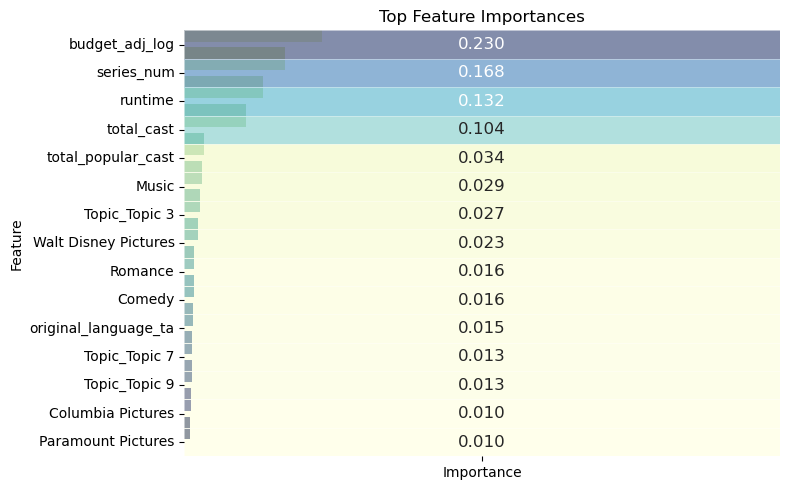 Top Feature Importances
Feature
budget_adj_log 0.230
series_num 0.168
runtime 0.132
total_cast 0.104
total_popular_cast 0.034
Music 0.029
Topic_Topic 3 0.027
Walt Disney Pictures 0.023
Romance 0.016
Comedy 0.016
original_language_ta 0.015
Topic_Topic 7 0.013
Topic_Topic 9 0.013
Columbia Pictures 0.010
Paramount Pictures 0.010
Importance